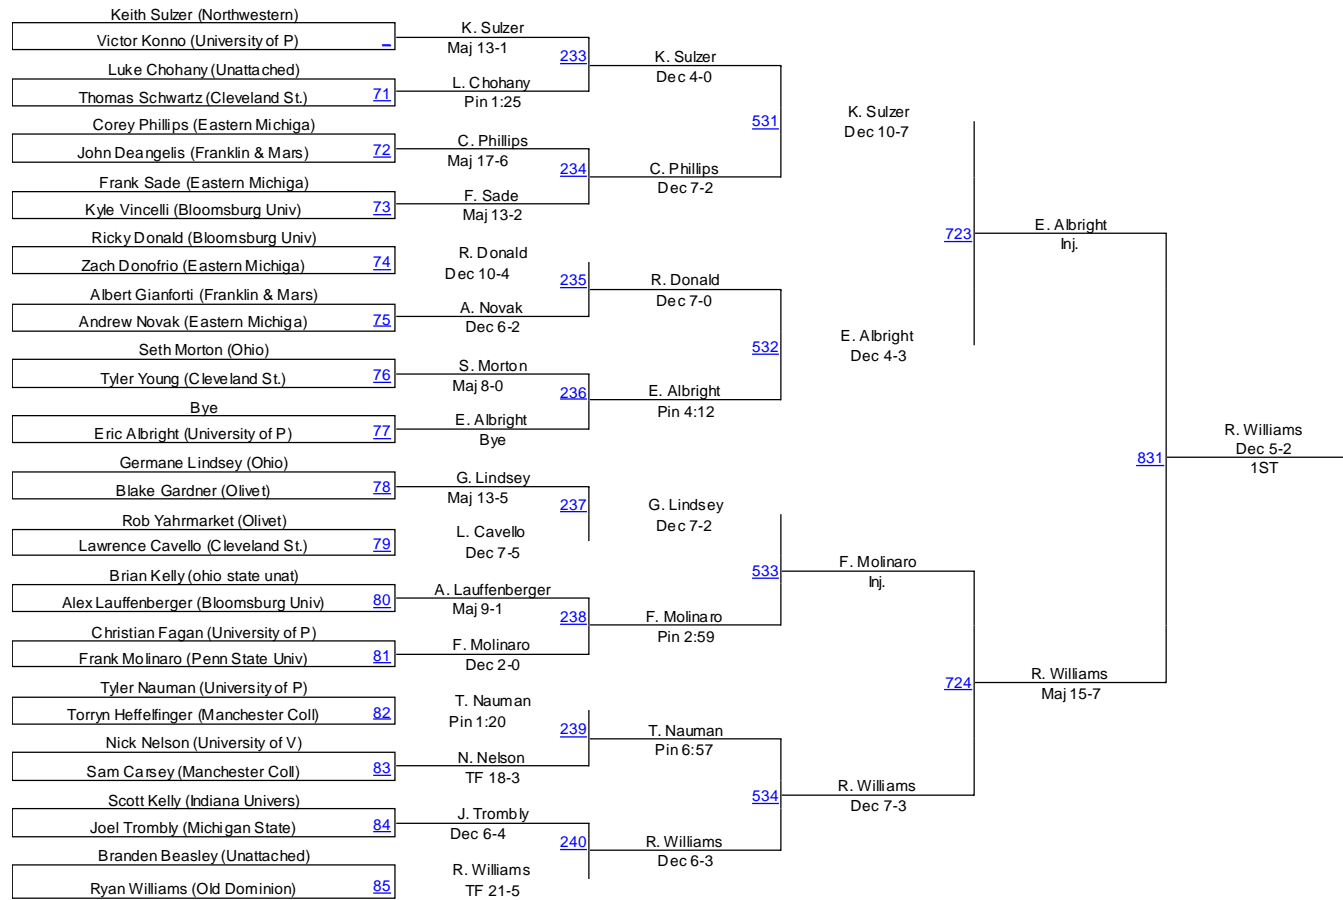 Keith Sulzer (Northwestern)
Victor Konno (University of P)
Luke Chohany (Unattached)
Thomas Schwartz (Cleveland St.) 71
Corey Phillips (Eastern Michiga)
John Deangelis (Franklin & Mars) 72
Frank Sade (Eastern Michiga)
Kyle Vincelli (Bloomsburg Univ) 73
Ricky Donald (Bloomsburg Univ)
Zach Donofrio (Eastern Michiga) 74
Albert Gianforti (Franklin & Mars)
Andrew Novak (Eastern Michiga) 75
Seth Morton (Ohio)
Tyler Young (Cleveland St.) 76
Bye
Eric Albright (University of P) 77
Germane Lindsey (Ohio)
Blake Gardner (Olivet) 78
Rob Yahrmarket (Olivet)
Lawrence Cavello (Cleveland St.) 79
Brian Kelly (ohio state unat)
Alex Lauffenberger (Bloomsburg Univ) 80
Christian Fagan (University of P)
Frank Molinaro (Penn State Univ) 81
Tyler Nauman (University of P)
Torryn Heffelfinger (Manchester Coll) 82
Nick Nelson (University of V)
Sam Carsey (Manchester Coll) 83
Scott Kelly (Indiana Univers)
Joel Trombly (Michigan State) 84
Branden Beasley (Unattached)
Ryan Williams (Old Dominion) 85
K. Sulzer
Maj 13-1
233
L. Chohany
Pin 1:25
C. Phillips
Maj 17-6
234
F. Sade
Maj 13-2
R. Donald
Dec 10-4
235
A. Novak
Dec 6-2
S. Morton
Maj 8-0
236
E. Albright
Bye
G. Lindsey
Maj 13-5
237
L. Cavello
Dec 7-5
A. Lauffenberger
Maj 9-1
238
F. Molinaro
Dec 2-0
T. Nauman
Pin 1:20
239
N. Nelson
TF 18-3
J. Trombly
Dec 6-4
240
R. Williams
TF 21-5
K. Sulzer
Dec 4-0
531
C. Phillips
Dec 7-2
R. Donald
Dec 7-0
532
E. Albright
Pin 4:12
G. Lindsey
Dec 7-2
533
F. Molinaro
Pin 2:59
T. Nauman
Pin 6:57
534
R. Williams
Dec 6-3
K. Sulzer
Dec 10-7
723
E. Albright
Dec 4-3
F. Molinaro
Inj.
724
R. Williams
Dec 7-3
E. Albright
Inj.
831
R. Williams
Maj 15-7
R. Williams
Dec 5-2
1ST